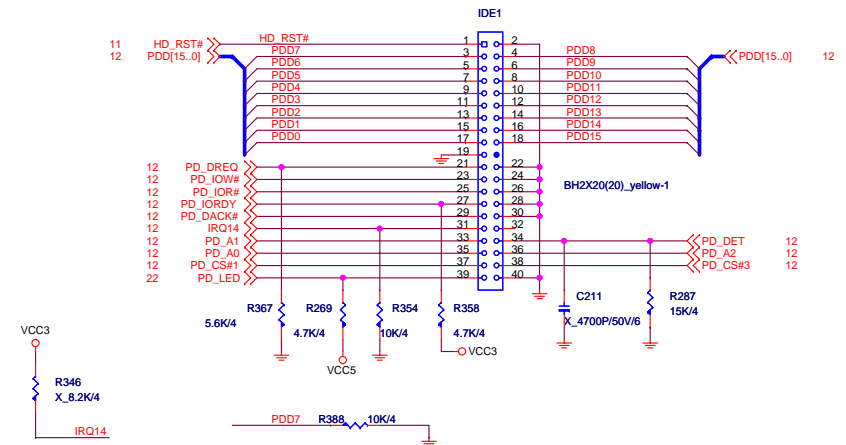 IDE1
11 HD_RST# HD_RST# 1 2
12 PDD[15..0] PDD7 3 4 PDD8 PDD[15..0] 12
PDD6 5 6 PDD9
PDD5 7 8 PDD10
PDD4 9 10 PDD11
PDD3 11 12 PDD12
PDD2 13 14 PDD13
PDD1 15 16 PDD14
PDD0 17 18 PDD15
19
12 PD_DREQ 21 22
12 PD_IOW# 23 24
12 PD_IOR# 25 26
BH2X20(20)_yellow-1
12 PD_IORDY 27 28
12 PD_DACK# 29 30
12 IRQ14 31 32
12 PD_A1 33 34 PD_DET 12
12 PD_A0 35 36 PD_A2 12
12 PD_CS#1 37 38 PD_CS#3 12
22 PD_LED 39 40
R367 R269 R354 R358 C211 R287
5.6K/4 4.7K/4 10K/4 4.7K/4 X_4700P/50V/6 15K/4
VCC3 VCC5 VCC3
R346
X_8.2K/4
IRQ14
PDD7 R388 10K/4